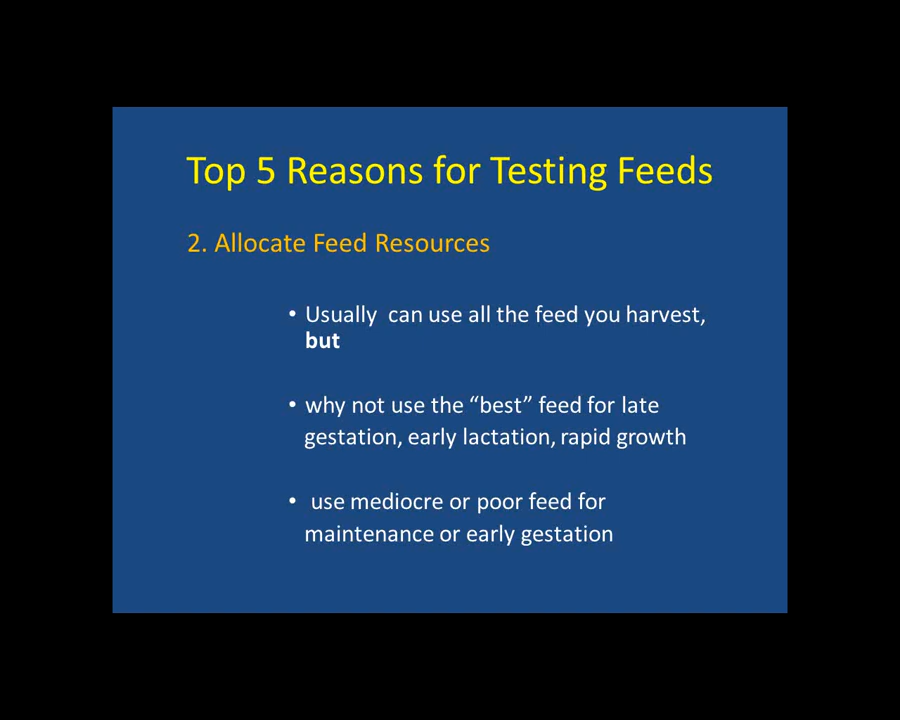 Top 5 Reasons for Testing Feeds
2. Allocate Feed Resources
• Usually can use all the feed you harvest,
but
• why not use the “best” feed for late
gestation, early lactation, rapid growth
• use mediocre or poor feed for
maintenance or early gestation